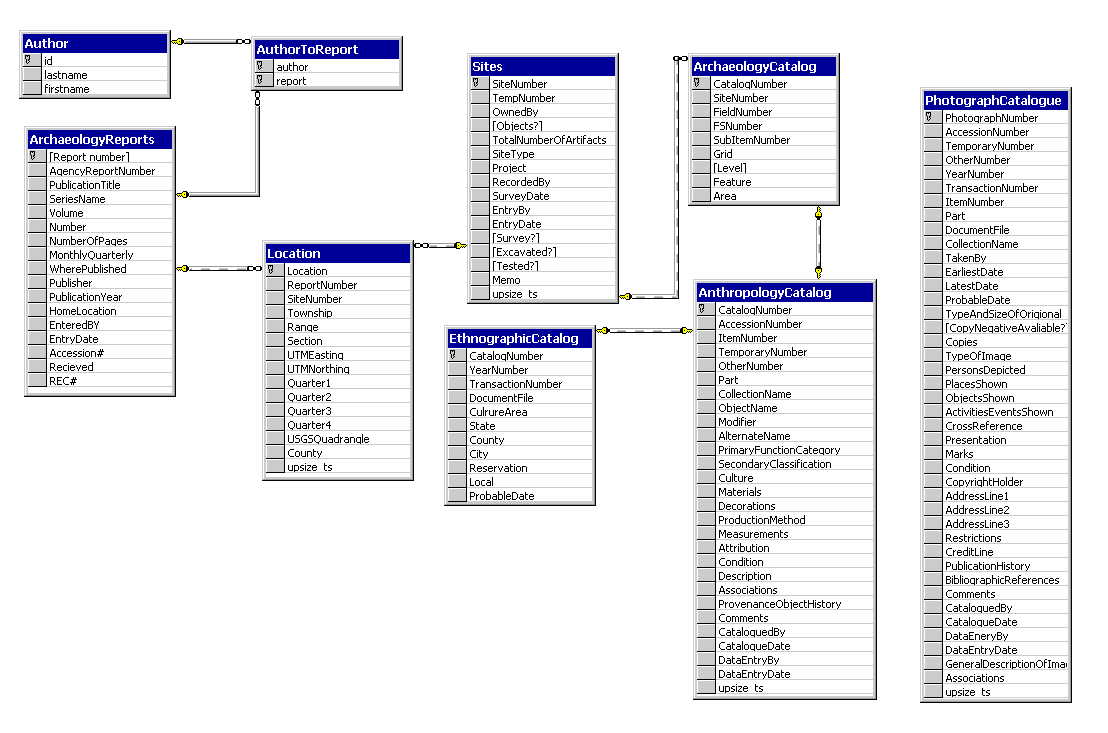 Author
id
lastname
firstname
AuthorToReport
author
report
ArchaeologyReports
[Report number]
AgencyReportNumber
PublicationTitle
SeriesName
Volume
Number
NumberOfPages
MonthlyQuarterly
WherePublished
Publisher
PublicationYear
HomeLocation
EnteredBY
EntryDate
Accession#
Recieved
REC#
Location
Location
ReportNumber
SiteNumber
Township
Range
Section
UTMEasting
UTMNorthing
Quarter1
Quarter2
Quarter3
Quarter4
USGSQuadrangle
County
upsize_ts
Sites
SiteNumber
TempNumber
OwnedBy
[Objects?]
TotalNumberOfArtifacts
SiteType
Project
RecordedBy
SurveyDate
EntryBy
EntryDate
[Survey?]
[Excavated?]
[Tested?]
Memo
upsize_ts
EthnographicCatalog
CatalogNumber
YearNumber
TransactionNumber
DocumentFile
CulrureArea
State
County
City
Reservation
Local
ProbableDate
ArchaeologyCatalog
CatalogNumber
SiteNumber
FieldNumber
FSNumber
SubItemNumber
Grid
[Level]
Feature
Area
AnthropologyCatalog
CatalogNumber
AccessionNumber
ItemNumber
TemporaryNumber
OtherNumber
Part
CollectionName
ObjectName
Modifier
AlternateName
PrimaryFunctionCategory
SecondaryClassification
Culture
Materials
Decorations
ProductionMethod
Measurements
Attribution
Condition
Description
Associations
ProvenanceObjectHistory
Comments
CataloguedBy
CatalogueDate
DataEntryBy
DataEntryDate
upsize_ts
PhotographCatalogue
PhotographNumber
AccessionNumber
TemporaryNumber
OtherNumber
YearNumber
TransactionNumber
ItemNumber
Part
DocumentFile
CollectionName
TakenBy
EarliestDate
LatestDate
ProbableDate
TypeAndSizeOfOrigional
[CopyNegativeAvaliable?]
Copies
TypeOfImage
PersonsDepicted
PlacesShown
ObjectsShown
ActivitiesEventsShown
CrossReference
Presentation
Marks
Condition
CopyrightHolder
AddressLine1
AddressLine2
AddressLine3
Restrictions
CreditLine
PublicationHistory
BibliographicReferences
Comments
CataloguedBy
CatalogueDate
DataEneryBy
DataEntryDate
GeneralDescriptionOfIma
Associations
upsize_ts